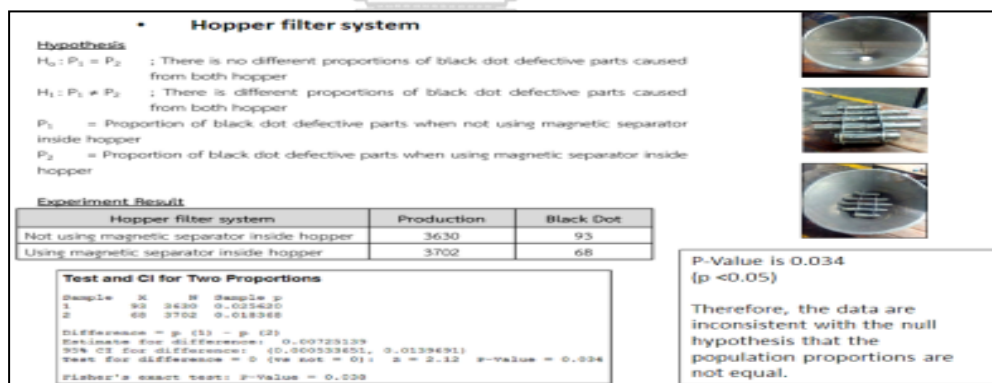 • Hopper filter system
Hypothesis
H₀ : P₁ = P₂ ; There is no different proportions of black dot defective parts caused
from both hopper
H₁ : P₁ ≠ P₂ ; There is different proportions of black dot defective parts caused
from both hopper
P₁ = Proportion of black dot defective parts when not using magnetic separator
inside hopper
P₂ = Proportion of black dot defective parts when using magnetic separator inside
hopper
Experiment Result
Hopper filter system Production Black Dot
Not using magnetic separator inside hopper 3630 93
Using magnetic separator inside hopper 3702 68
Test and CI for Two Proportions
Sample X N Sample p
1 93 3630 0.025620
2 68 3702 0.018368
Difference = p (1) - p (2)
Estimate for difference: 0.00725139
95% CI for difference: (0.000533651, 0.0139691)
Test for difference = 0 (vs not = 0): z = 2.12 P-Value = 0.034
Fisher's exact test: P-Value = 0.038
P-Value is 0.034
(p <0.05)
Therefore, the data are
inconsistent with the null
hypothesis that the
population proportions are
not equal.